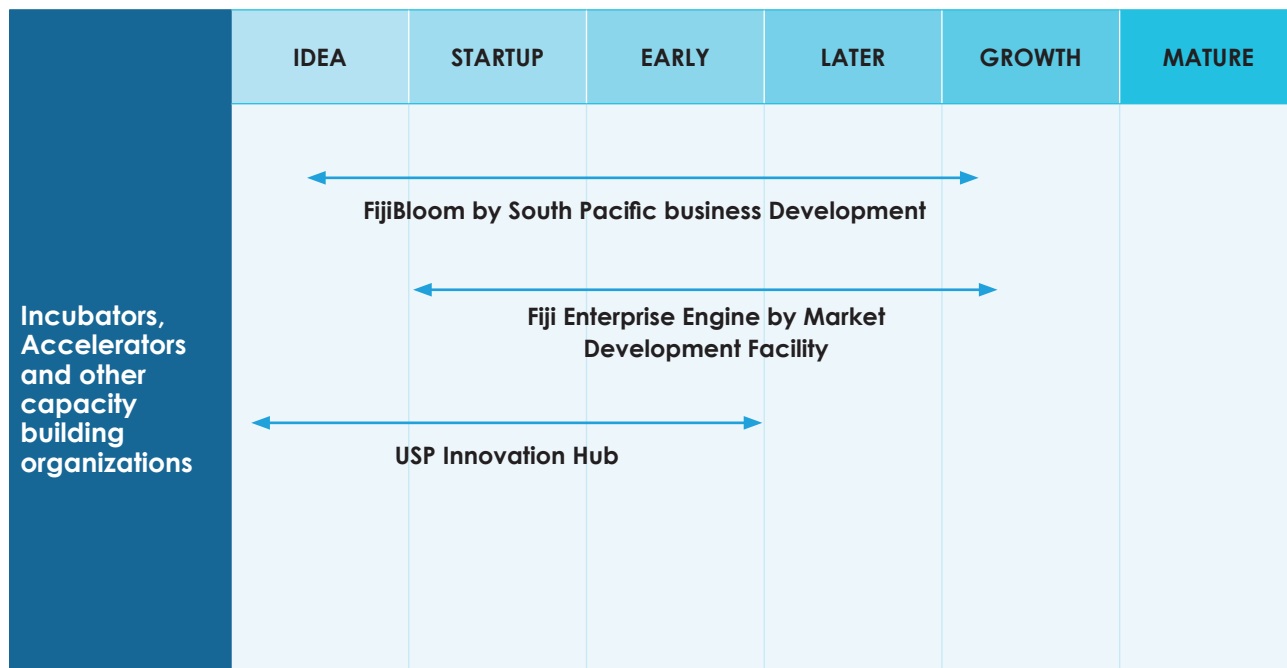 IDEA STARTUP EARLY LATER GROWTH MATURE
Incubators,
Accelerators
and other
capacity
building
organizations
FijiBloom by South Pacific business Development
Fiji Enterprise Engine by Market
Development Facility
USP Innovation Hub